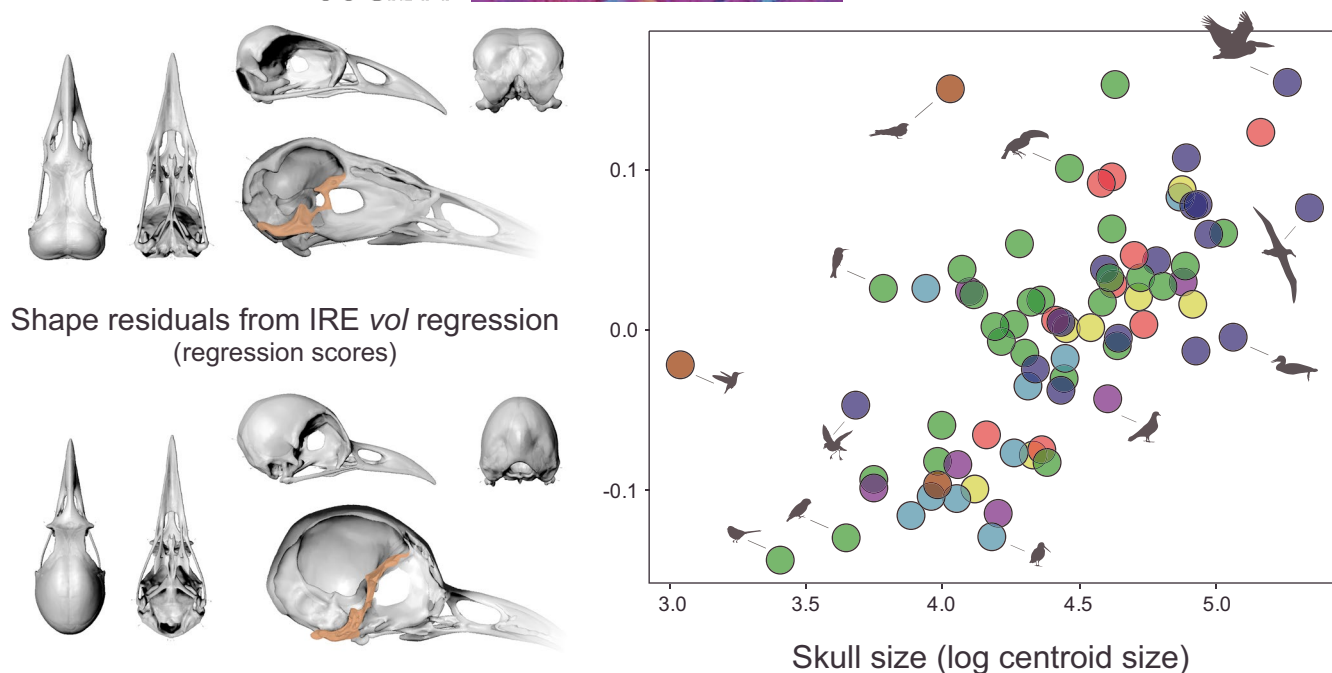 0.1
0.0
-0.1
Shape residuals from IRE vol regression
(regression scores)
3.0
3.5
4.0
4.5
5.0
Skull size (log centroid size)